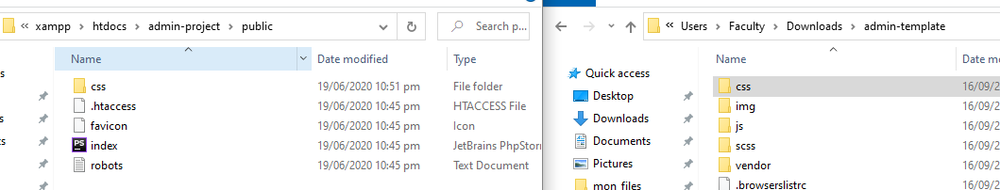 « xampp > htdocs > admin-project > public
Search p...
Name Date modified Type
css 19/06/2020 10:51 pm File folder
.htaccess 19/06/2020 10:45 pm HTACCESS File
favicon 19/06/2020 10:45 pm Icon
PS index 19/06/2020 10:45 pm JetBrains PhpStor
robots 19/06/2020 10:45 pm Text Document
« Users > Faculty > Downloads > admin-template
Quick access
Desktop
Downloads
Documents
Pictures
mon_files
Name Date mo
css 16/09/2
img 16/09/2
js 16/09/2
scss 16/09/2
vendor 16/09/2
.browserslistrc 16/09/2